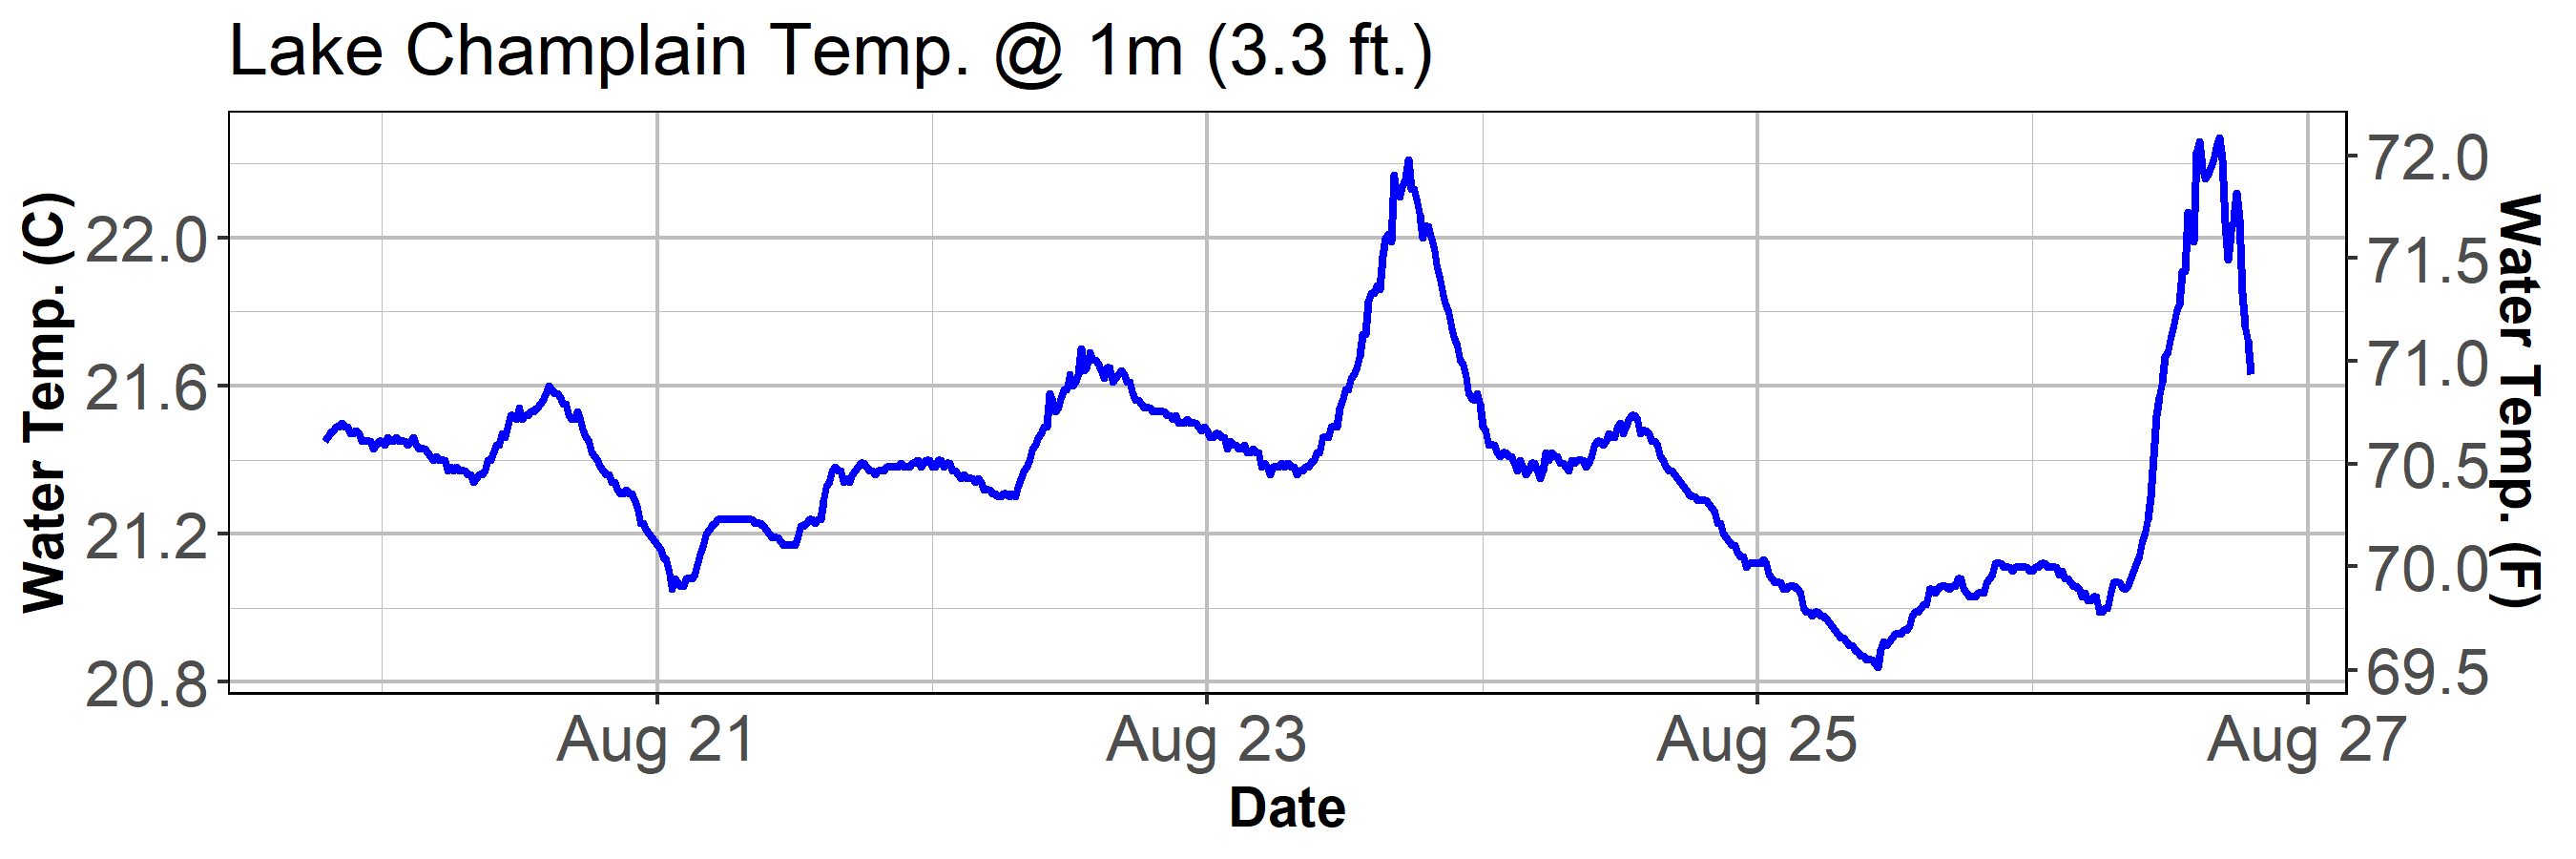 Lake Champlain Temp. @ 1m (3.3 ft.)
Water Temp. (C)
22.0
21.6
21.2
20.8
72.0
71.5
71.0
70.5
70.0
69.5
Water Temp. (F)
Aug 21 Aug 23 Aug 25 Aug 27
Date